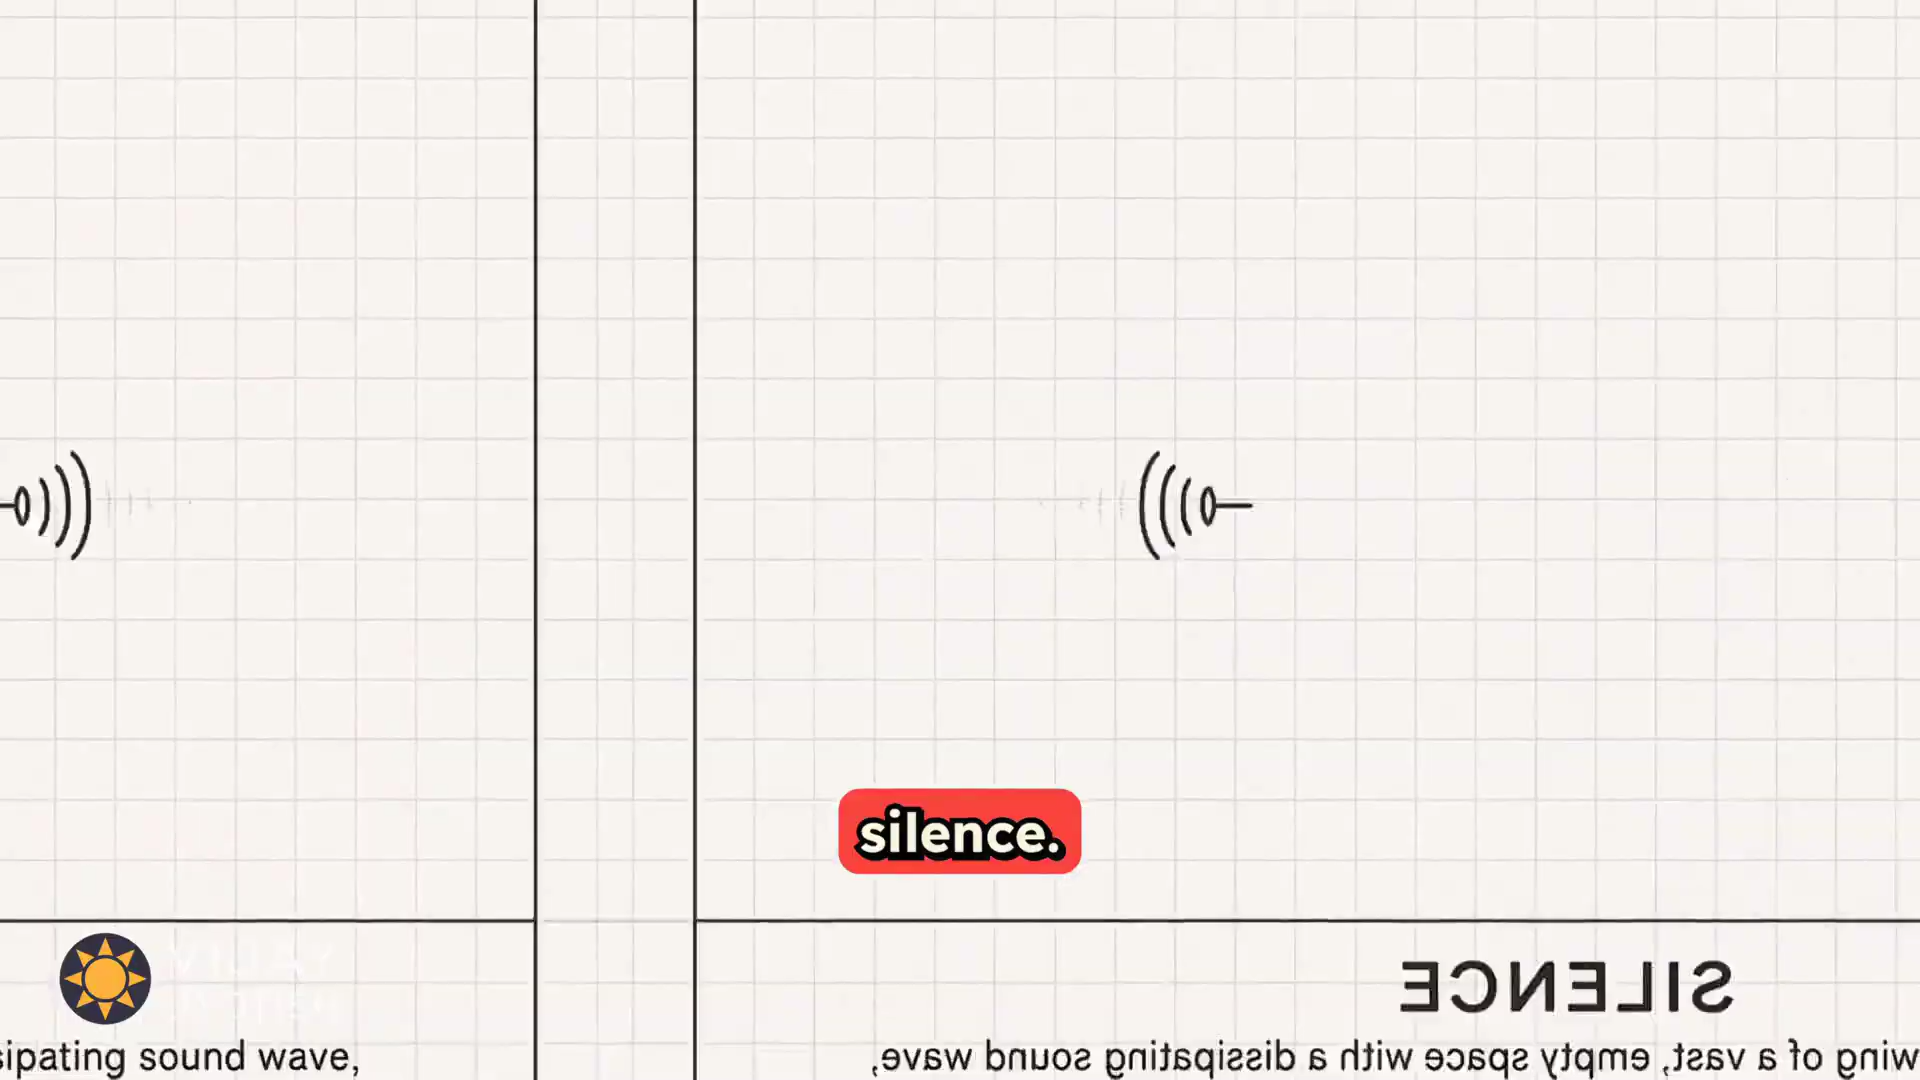 silence.
SILENCE
sipating sound wave,
wing of a vast, empty space with a dissipating sound wave,